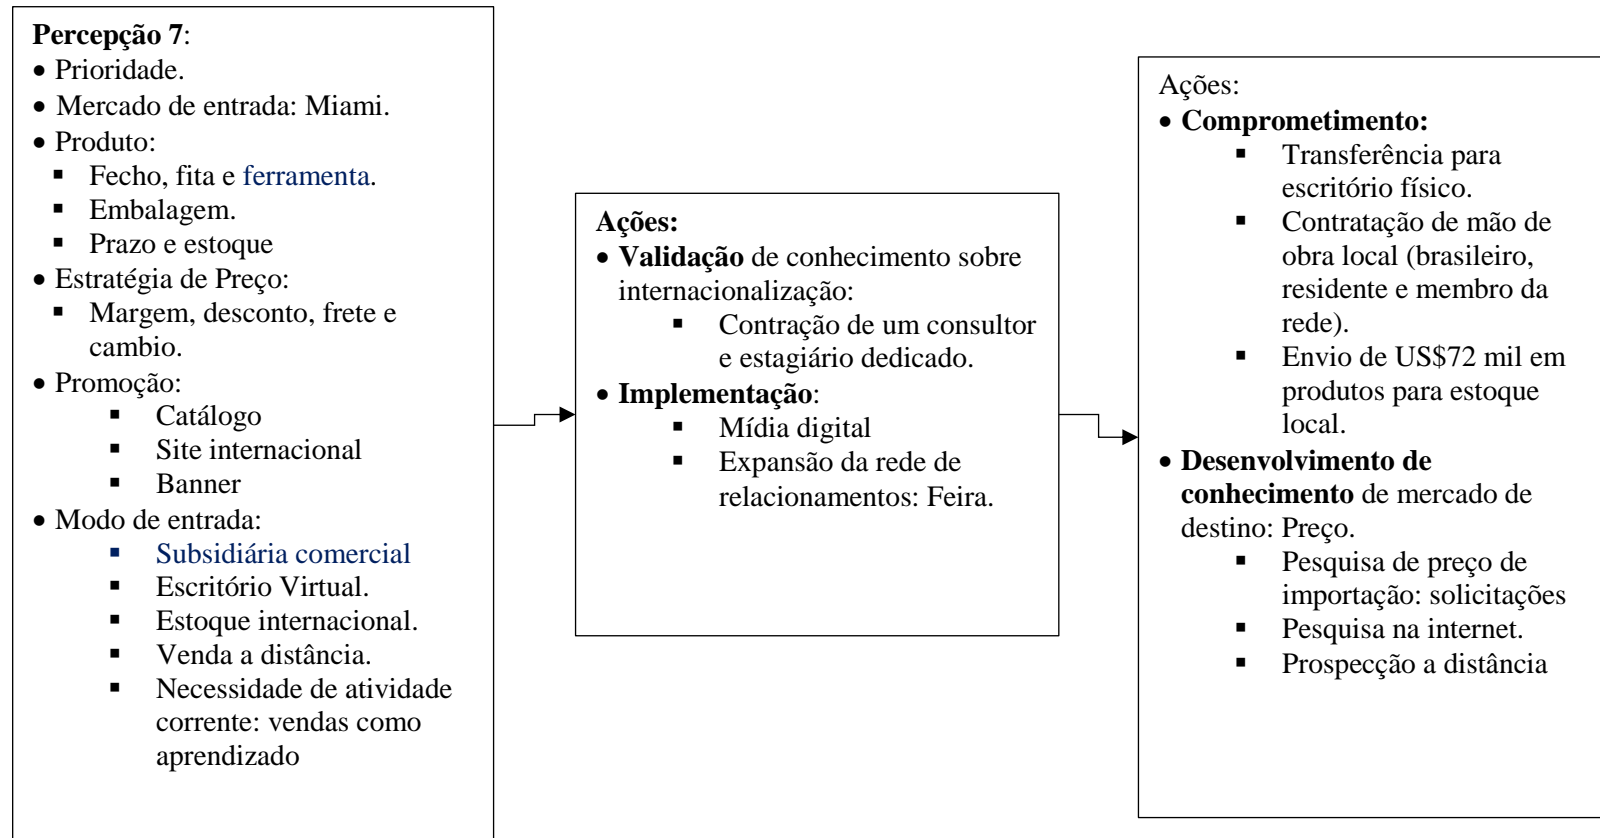 Percepção 7:
• Prioridade.
• Mercado de entrada: Miami.
• Produto:
▪ Fecho, fita e ferramenta.
▪ Embalagem.
▪ Prazo e estoque
• Estratégia de Preço:
▪ Margem, desconto, frete e
cambio.
• Promoção:
▪ Catálogo
▪ Site internacional
▪ Banner
• Modo de entrada:
▪ Subsidiária comercial
▪ Escritório Virtual.
▪ Estoque internacional.
▪ Venda a distância.
▪ Necessidade de atividade
corrente: vendas como
aprendizado
Ações:
• Validação de conhecimento sobre
internacionalização:
▪ Contração de um consultor
e estagiário dedicado.
• Implementação:
▪ Mídia digital
▪ Expansão da rede de
relacionamentos: Feira.
Ações:
• Comprometimento:
▪ Transferência para
escritório físico.
▪ Contratação de mão de
obra local (brasileiro,
residente e membro da
rede).
▪ Envio de US$72 mil em
produtos para estoque
local.
• Desenvolvimento de
conhecimento de mercado de
destino: Preço.
▪ Pesquisa de preço de
importação: solicitações
▪ Pesquisa na internet.
▪ Prospecção a distância